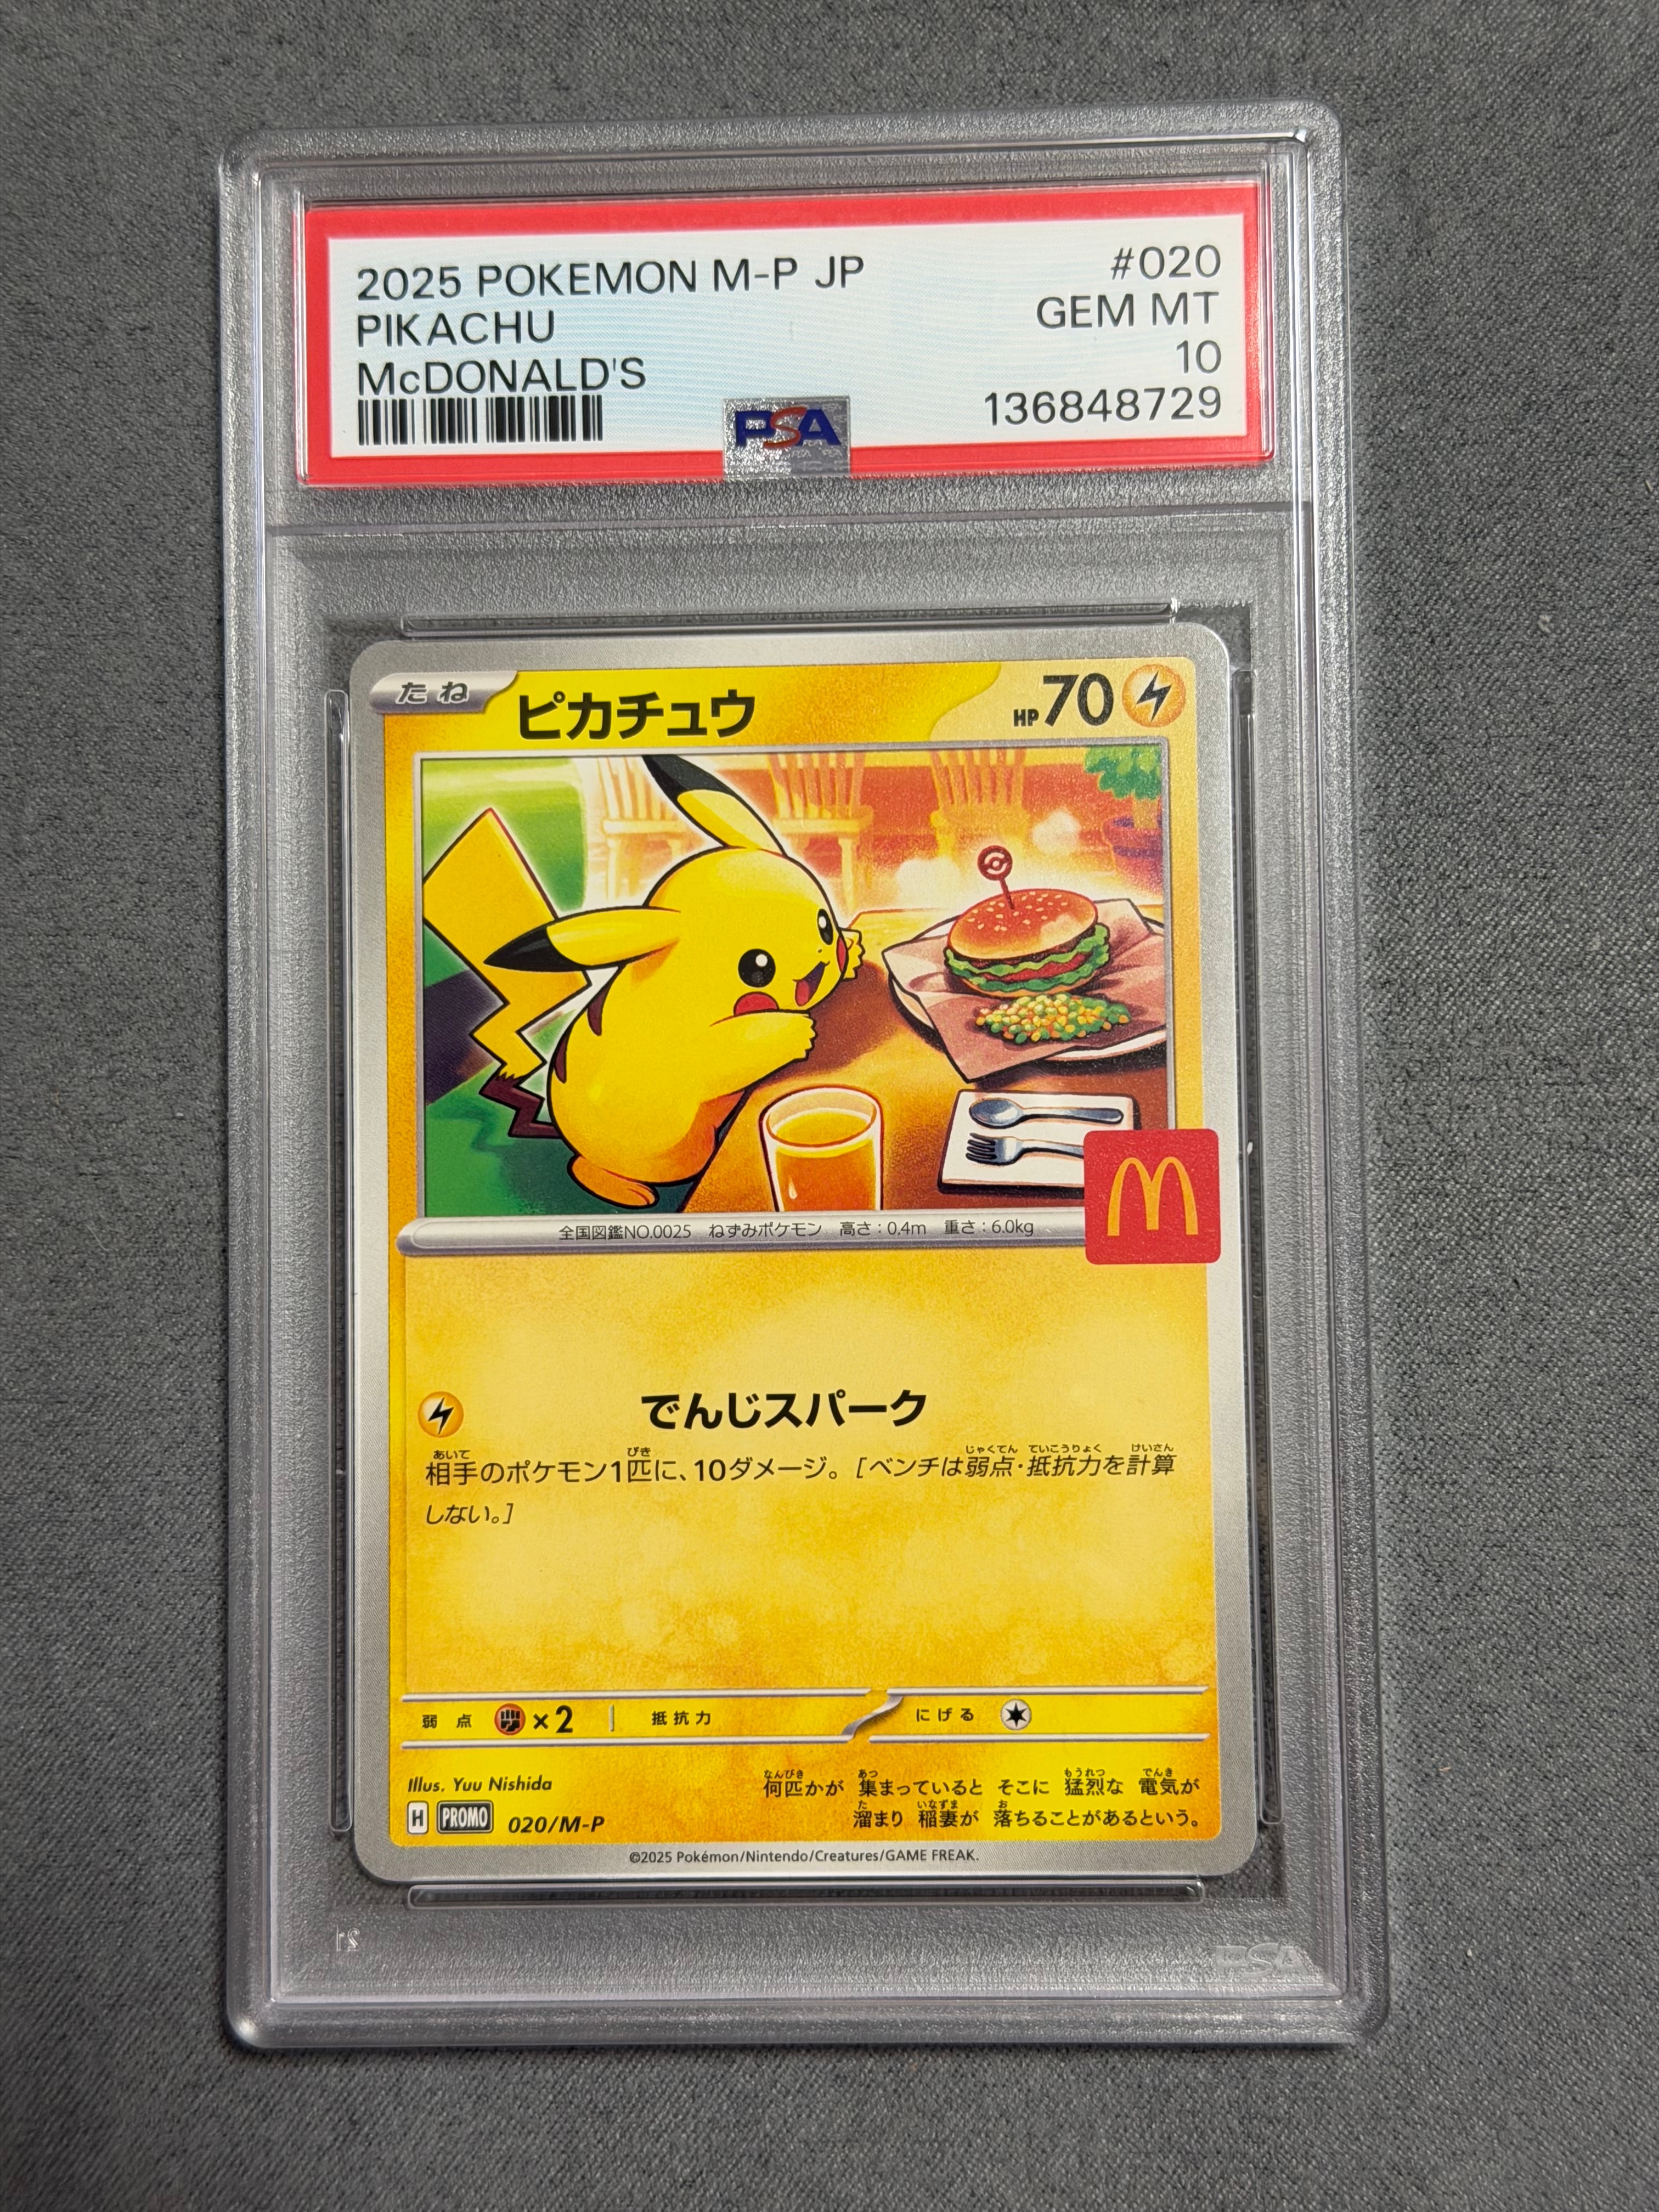 2025 POKEMON M-P JP
#020
PIKACHU
GEM MT
McDONALD'S
10
136848729
PSA
たね
ピカチュウ
HP70
M
全国図鑑NO.0025 ねずみポケモン 高さ:0.4m 重さ:6.0kg
でんじスパーク
相手のポケモン1匹に、10ダメージ。[ベンチは弱点・抵抗力を計算
しない。]
弱点 ×2 抵抗力 にげる
Illus. Yuu Nishida
何匹かが 集まっていると そこに 猛烈な 電気が
溜まり 稲妻が 落ちることがあるという。
H PROMO 020/M-P
©2025 Pokémon/Nintendo/Creatures/GAME FREAK.
PSA